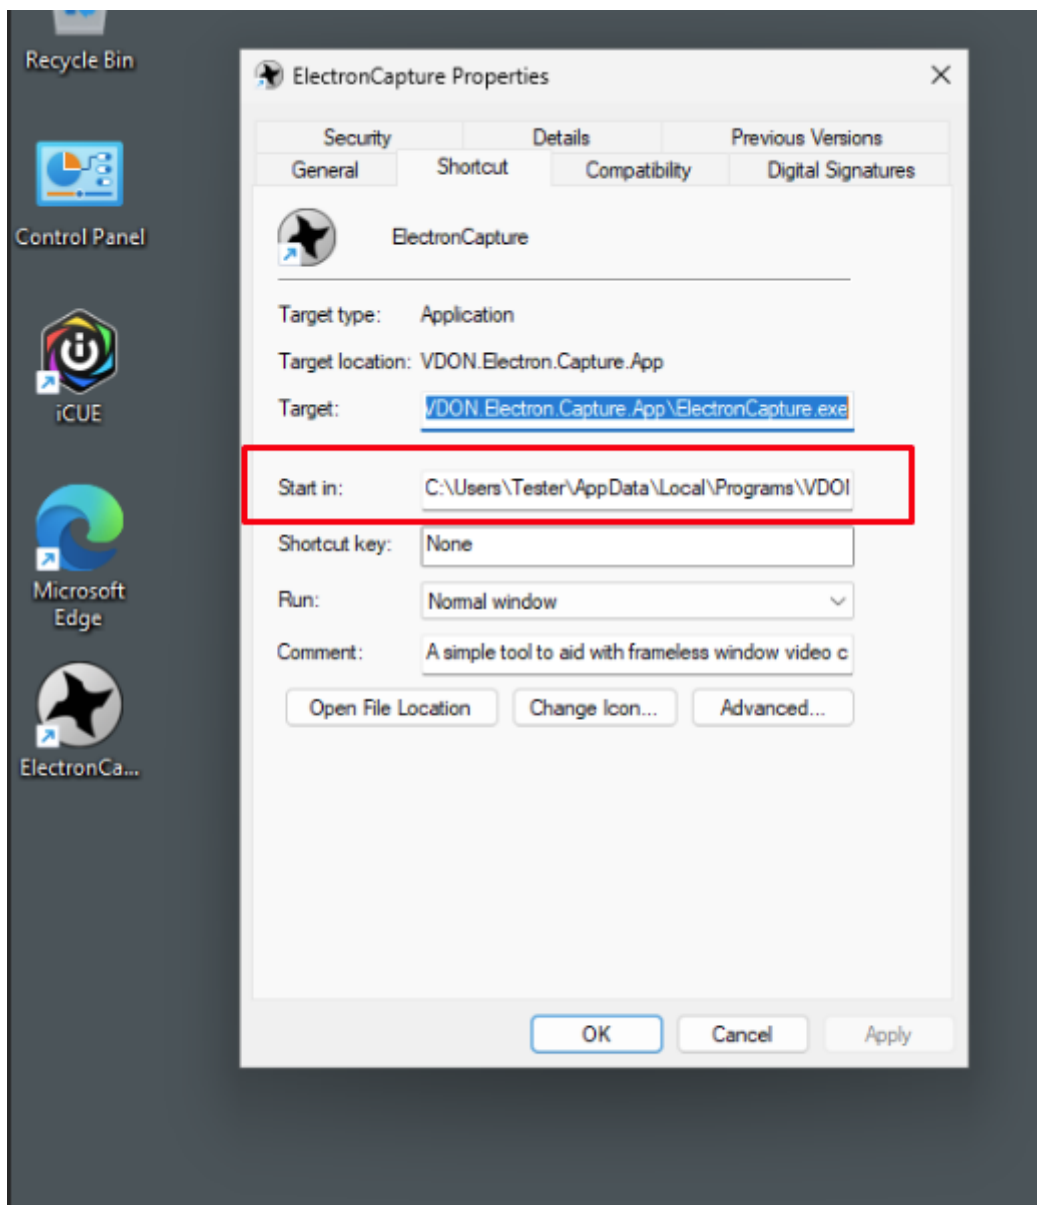 Recycle Bin
Control Panel
iCUE
Microsoft
Edge
ElectronCa...
ElectronCapture Properties
Security Details Previous Versions
General Shortcut Compatibility Digital Signatures
ElectronCapture
Target type: Application
Target location: VDON.Electron.Capture.App
Target: VDON.Electron.Capture.App\ElectronCapture.exe
Start in: C:\Users\Tester\AppData\Local\Programs\VDON
Shortcut key: None
Run: Normal window
Comment: A simple tool to aid with frameless window video c
Open File Location Change Icon... Advanced...
OK Cancel Apply